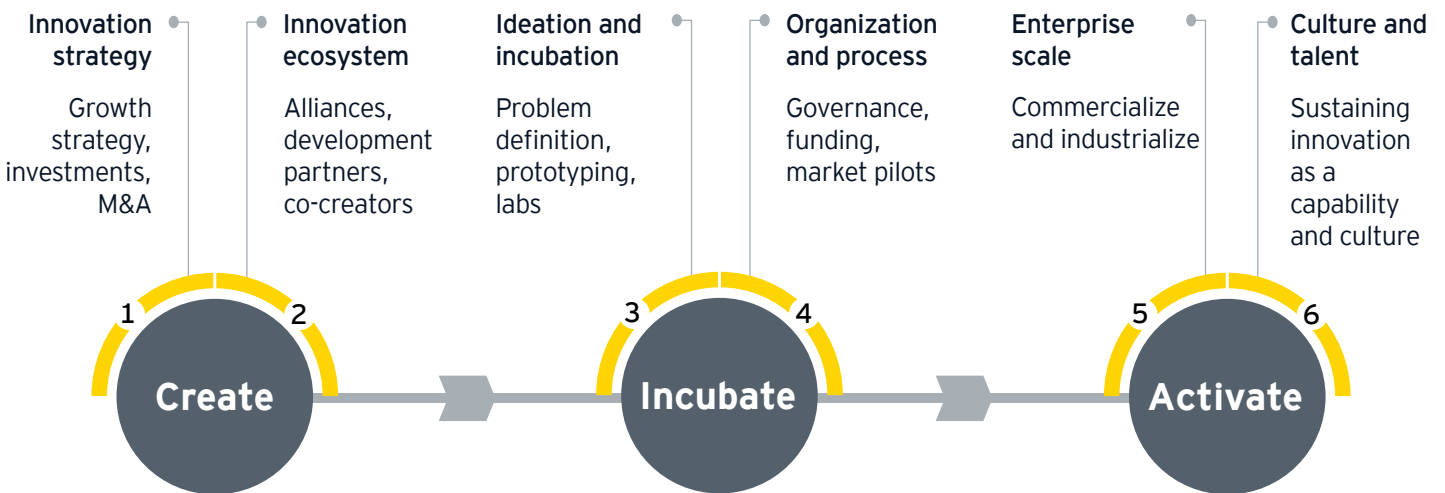 Innovation
strategy
Growth
strategy,
investments,
M&A
Innovation
ecosystem
Alliances,
development
partners,
co-creators
Ideation and
incubation
Problem
definition,
prototyping,
labs
Organization
and process
Governance,
funding,
market pilots
Enterprise
scale
Commercialize
and industrialize
Culture and
talent
Sustaining
innovation
as a
capability
and culture
1
2
Create
3
4
Incubate
5
6
Activate